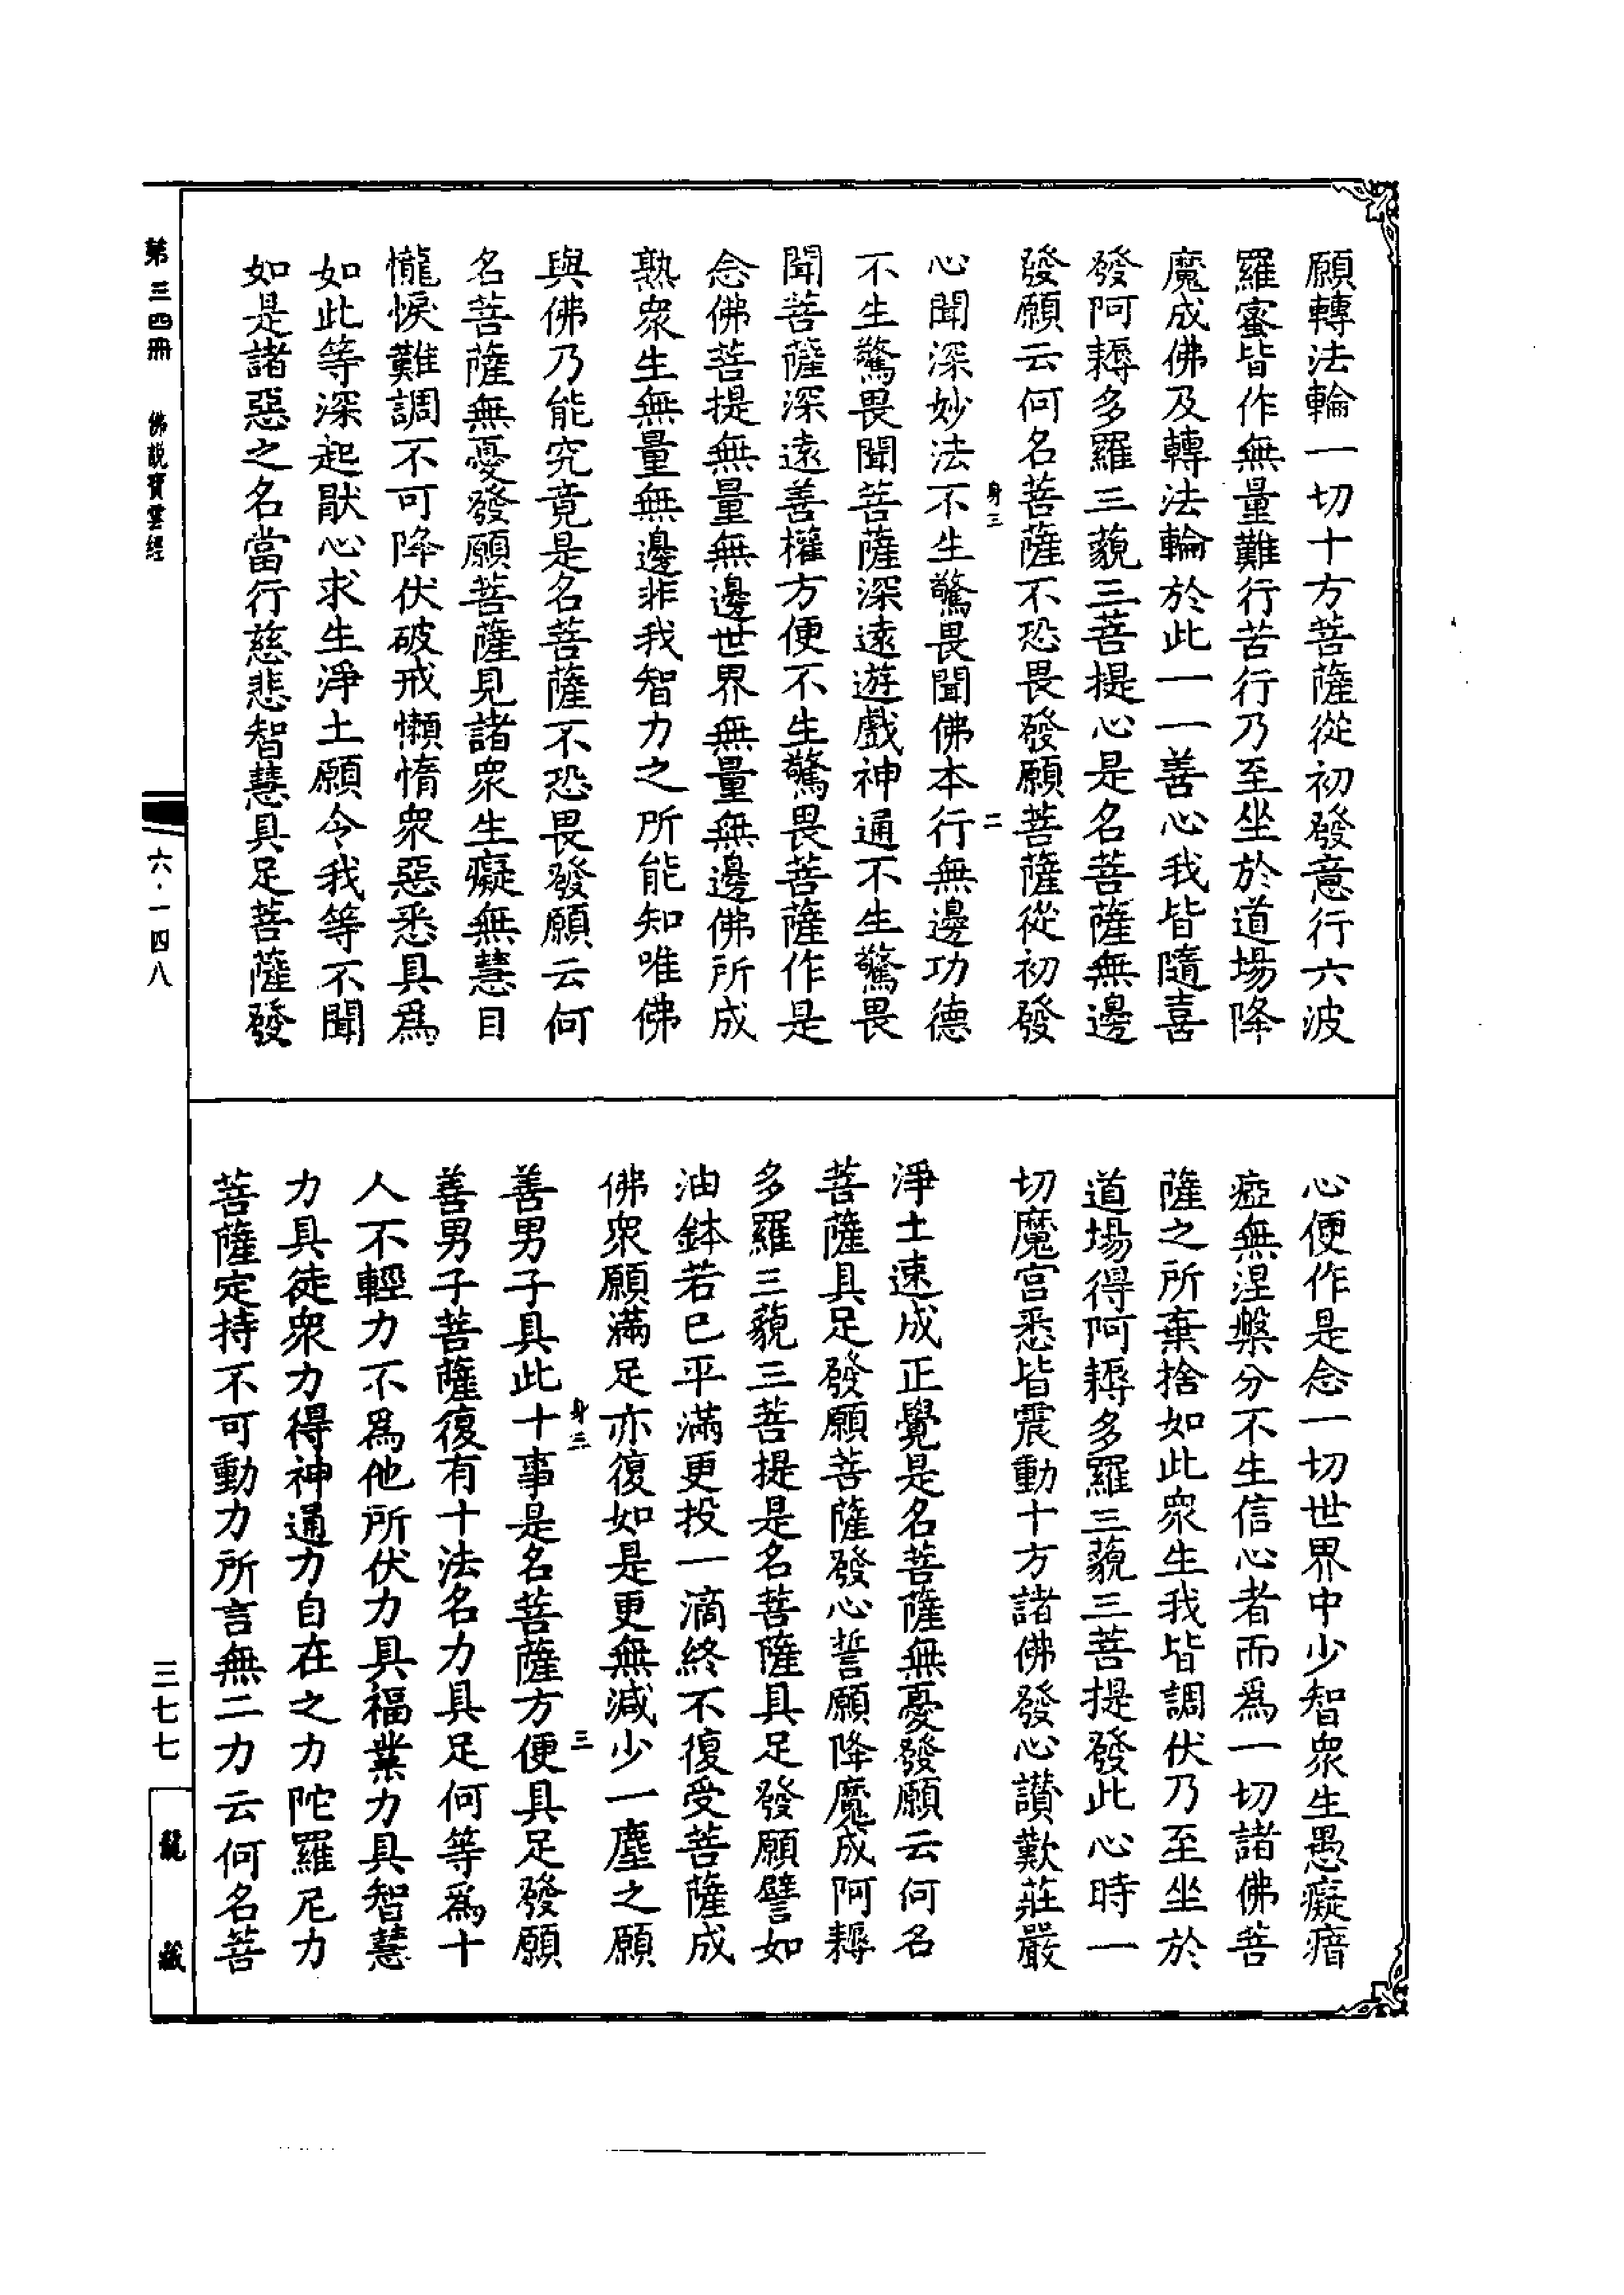 願轉法輪一切十方菩薩從初發意行六波
羅蜜皆作無量難行苦行乃至坐於道場降
魔成佛及轉法輪於此一一善心我皆隨喜
發阿耨多羅三藐三菩提心是名菩薩無邊
發願云何名菩薩不恐畏發願菩薩從初發
身三
二
心聞深妙法不生驚畏聞佛本行無邊功德
不生驚畏聞菩薩深遠遊戲神通不生驚畏
聞菩薩深遠善權方便不生驚畏菩薩作是
念佛菩提無量無邊世界無量無邊佛所成
熟衆生無量無邊非我智力之所能知唯佛
與佛乃能究竟是名菩薩不恐畏發願云何
名菩薩無憂發願菩薩見諸衆生癡無慧目
儱悷難調不可降伏破戒懶惰衆惡悉具爲
如此等深起厭心求生淨土願令我等不聞
如是諸惡之名當行慈悲智慧具足菩薩發
心便作是念一切世界中少智衆生愚癡瘖
瘂無涅槃分不生信心者而爲一切諸佛菩
薩之所棄捨如此衆生我皆調伏乃至坐於
道場得阿耨多羅三藐三菩提發此心時一
切魔宮悉皆震動十方諸佛發心讚歎莊嚴
淨土速成正覺是名菩薩無憂發願云何名
菩薩具足發願菩薩發心誓願降魔成阿耨
多羅三藐三菩提是名菩薩具足發願譬如
油鉢若已平滿更投一滴終不復受菩薩成
佛衆願滿足亦復如是更無減少一塵之願
身三
三
善男子具此十事是名菩薩方便具足發願
善男子菩薩復有十法名力具足何等爲十
人不輕力不爲他所伏力具福業力具智慧
力具徒衆力得神通力自在之力陀羅尼力
菩薩定持不可動力所言無二力云何名菩
第三四冊
佛說寶雲經
六·一四八
三七七
龍藏